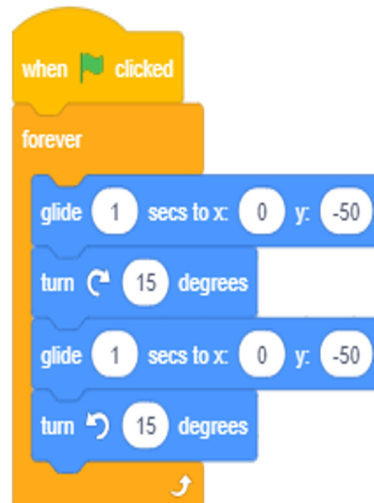 when clicked
forever
glide 1 secs to x: 0 y: -50
turn 15 degrees
glide 1 secs to x: 0 y: -50
turn 15 degrees